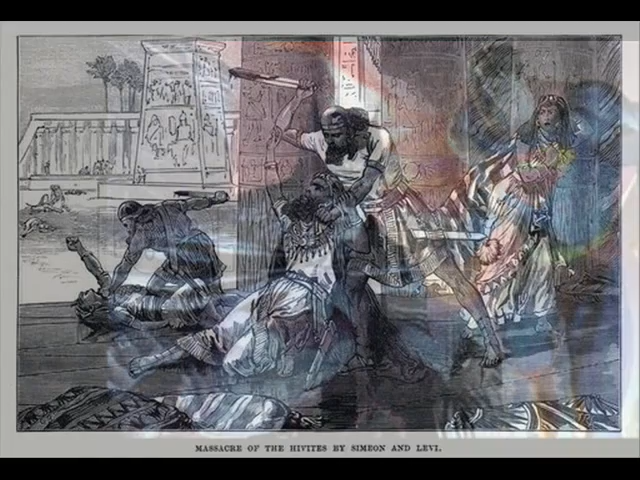 MASSACRE OF THE HIVITES BY SIMEON AND LEVI.